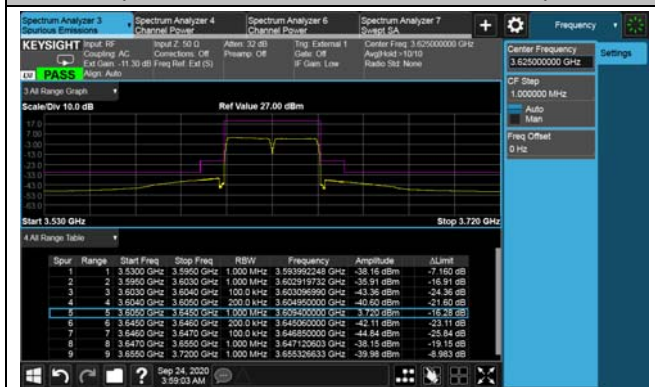 Spectrum Analyzer 3
Spurious Emissions
Spectrum Analyzer 4
Channel Power
Spectrum Analyzer 6
Channel Power
Spectrum Analyzer 7
Swept SA
Frequency
KEYSIGHT
Input: RF
Coupling: AC
Ext Gain: -11.30 dB
Align: Auto
Input Z: 50 Ω
Corrections: Off
Freq Ref: Ext (S)
Atten: 32 dB
Preamp: Off
Trig: External 1
Gate: Off
IF Gain: Low
Center Freq: 3.625000000 GHz
Avg|Hold:>10/10
Radio Std: None
LXI PASS
Center Frequency
3.625000000 GHz
Settings
CF Step
1.000000 MHz
Auto
Man
Freq Offset
0 Hz
3 All Range Graph
Scale/Div 10.0 dB
Ref Value 27.00 dBm
17.0
7.00
-3.00
-13.0
-23.0
-33.0
-43.0
-53.0
-63.0
Start 3.530 GHz
Stop 3.720 GHz
4 All Range Table
Spur Range Start Freq Stop Freq RBW Frequency Amplitude ΔLimit
1 1 3.5300 GHz 3.5950 GHz 1.000 MHz 3.593992248 GHz -38.16 dBm -7.160 dB
2 2 3.5950 GHz 3.6030 GHz 1.000 MHz 3.602919732 GHz -35.91 dBm -16.91 dB
3 3 3.6030 GHz 3.6040 GHz 100.0 kHz 3.603096990 GHz -43.36 dBm -24.36 dB
4 4 3.6040 GHz 3.6050 GHz 200.0 kHz 3.604950000 GHz -40.60 dBm -21.60 dB
5 5 3.6050 GHz 3.6450 GHz 1.000 MHz 3.609400000 GHz 3.720 dBm -16.28 dB
6 6 3.6450 GHz 3.6460 GHz 200.0 kHz 3.645060000 GHz -42.11 dBm -23.11 dB
7 7 3.6460 GHz 3.6470 GHz 100.0 kHz 3.646850000 GHz -44.84 dBm -25.84 dB
8 8 3.6470 GHz 3.6550 GHz 1.000 MHz 3.647120603 GHz -38.15 dBm -19.15 dB
9 9 3.6550 GHz 3.7200 GHz 1.000 MHz 3.655326633 GHz -39.98 dBm -8.983 dB
Sep 24, 2020
3:59:03 AM